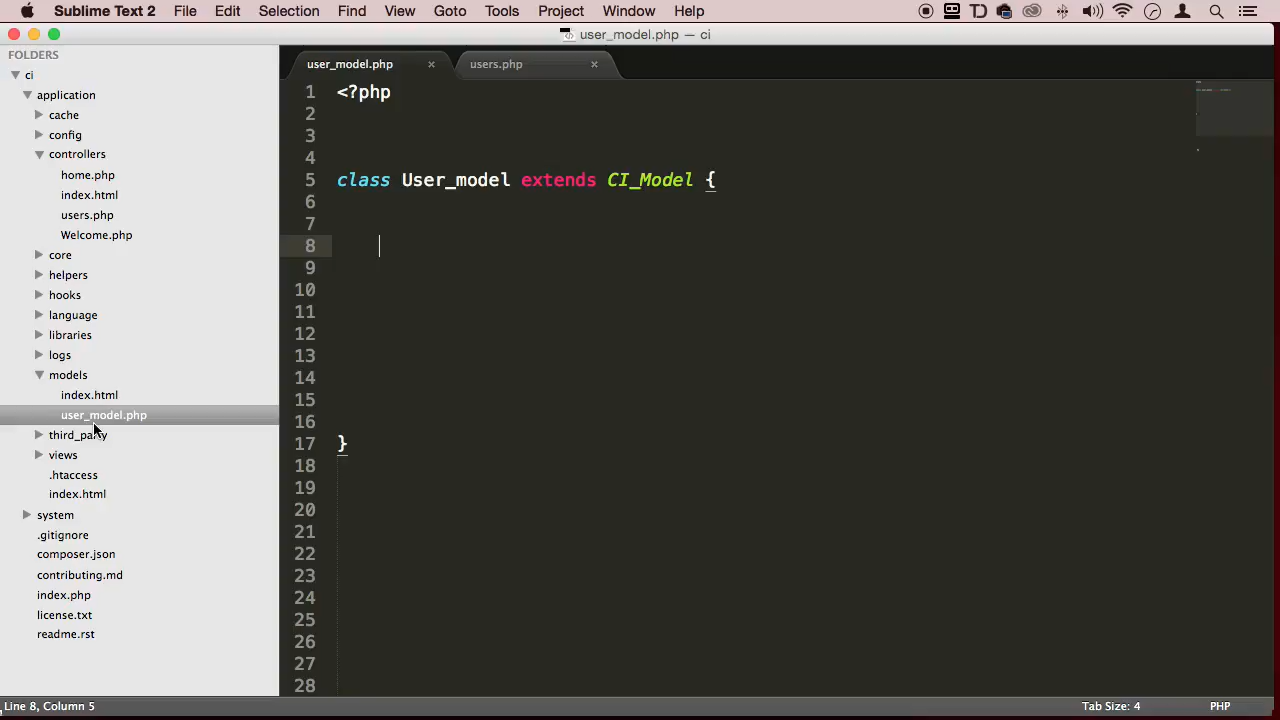 Sublime Text 2 File Edit Selection Find View Goto Tools Project Window Help
user_model.php — ci
FOLDERS
ci
application
cache
config
controllers
home.php
index.html
users.php
Welcome.php
core
helpers
hooks
language
libraries
logs
models
index.html
user_model.php
third_party
views
.htaccess
index.html
system
.gitignore
composer.json
contributing.md
index.php
license.txt
readme.rst
user_model.php × users.php ×
1 <?php
2
3
4
5 class User_model extends CI_Model {
6
7
8
9
10
11
12
13
14
15
16
17 }
18
19
20
21
22
23
24
25
26
27
28
Line 8, Column 5 Tab Size: 4 PHP